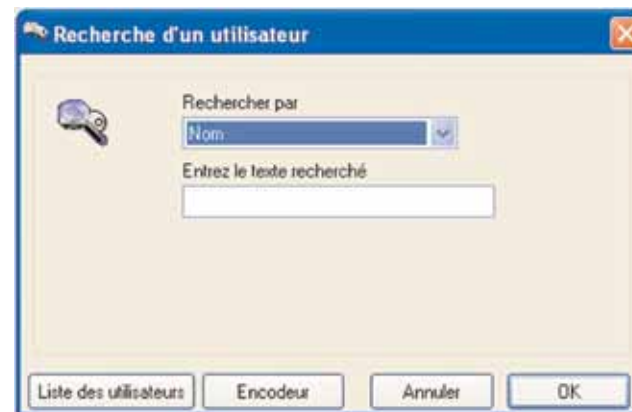 Recherche d'un utilisateur
Rechercher par
Nom
Entrez le texte recherché
Liste des utilisateurs Encodeur Annuler OK